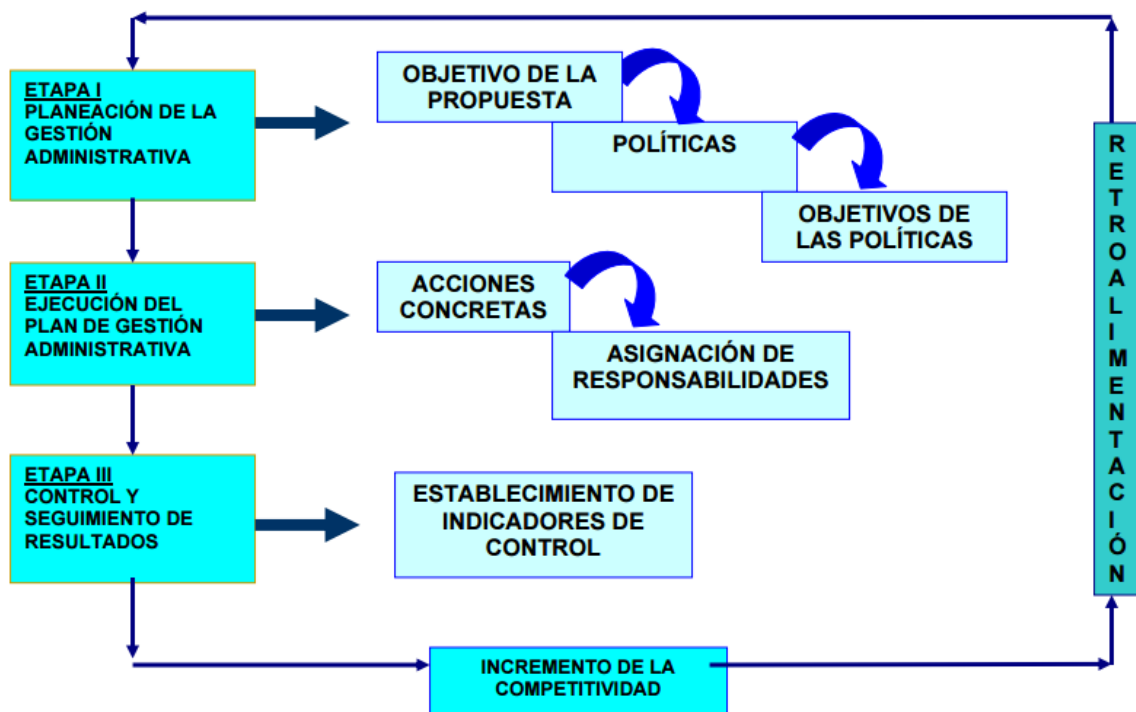 ETAPA I
PLANEACIÓN DE LA
GESTIÓN
ADMINISTRATIVA
OBJETIVO DE LA
PROPUESTA
POLÍTICAS
OBJETIVOS DE
LAS POLÍTICAS
ETAPA II
EJECUCIÓN DEL
PLAN DE GESTIÓN
ADMINISTRATIVA
ACCIONES
CONCRETAS
ASIGNACIÓN DE
RESPONSABILIDADES
ETAPA III
CONTROL Y
SEGUIMIENTO DE
RESULTADOS
ESTABLECIMIENTO DE
INDICADORES DE
CONTROL
INCREMENTO DE LA
COMPETITIVIDAD
RETROALIMENTACIÓN